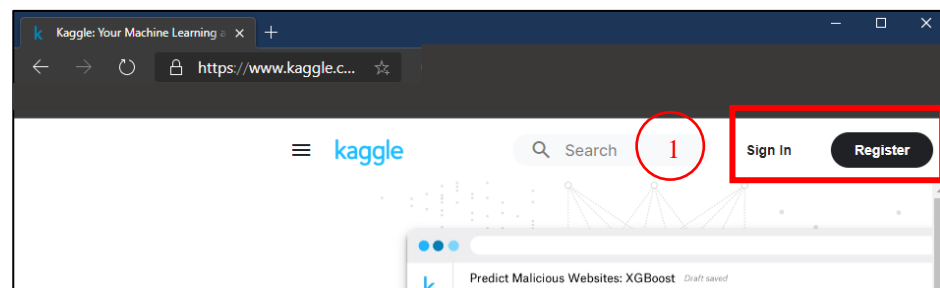 k Kaggle: Your Machine Learning a
https://www.kaggle.c...
kaggle
Search
1
Sign In
Register
k
Predict Malicious Websites: XGBoost Draft saved